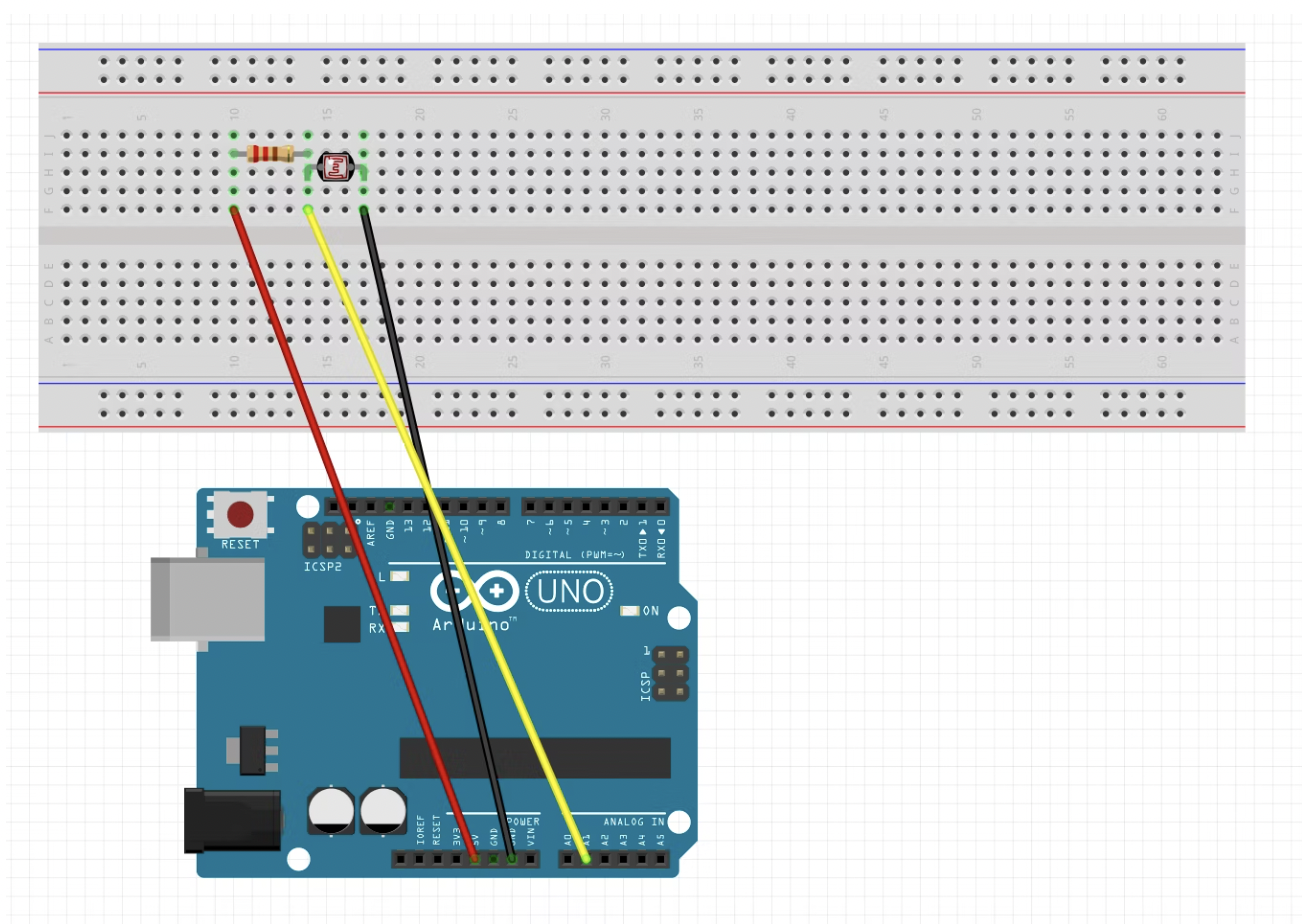 1 5 10 15 20 25 30 35 40 45 50 55 60
J J
I I
H H
G G
F F
E E
D D
C C
B B
A A
1 5 10 15 20 25 30 35 40 45 50 55 60
RESET
ICSP2
AREF
GND
13
12
~10
~9
8
7
~6
~5
4
~3
2
TX0▶1
RX0◀0
DIGITAL (PWM=~)
L
TX
RX
Arduino™
UNO
ON
1
ICSP
POWER
ANALOG IN
IOREF
RESET
3V3
5V
GND
GND
VIN
A0
A1
A2
A3
A4
A5